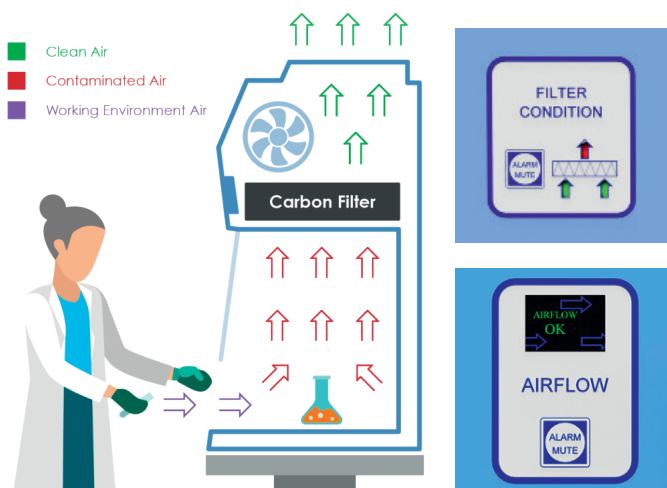 Clean Air
Contaminated Air
Working Environment Air
Carbon Filter
FILTER
CONDITION
ALARM
MUTE
AIRFLOW
OK
AIRFLOW
ALARM
MUTE